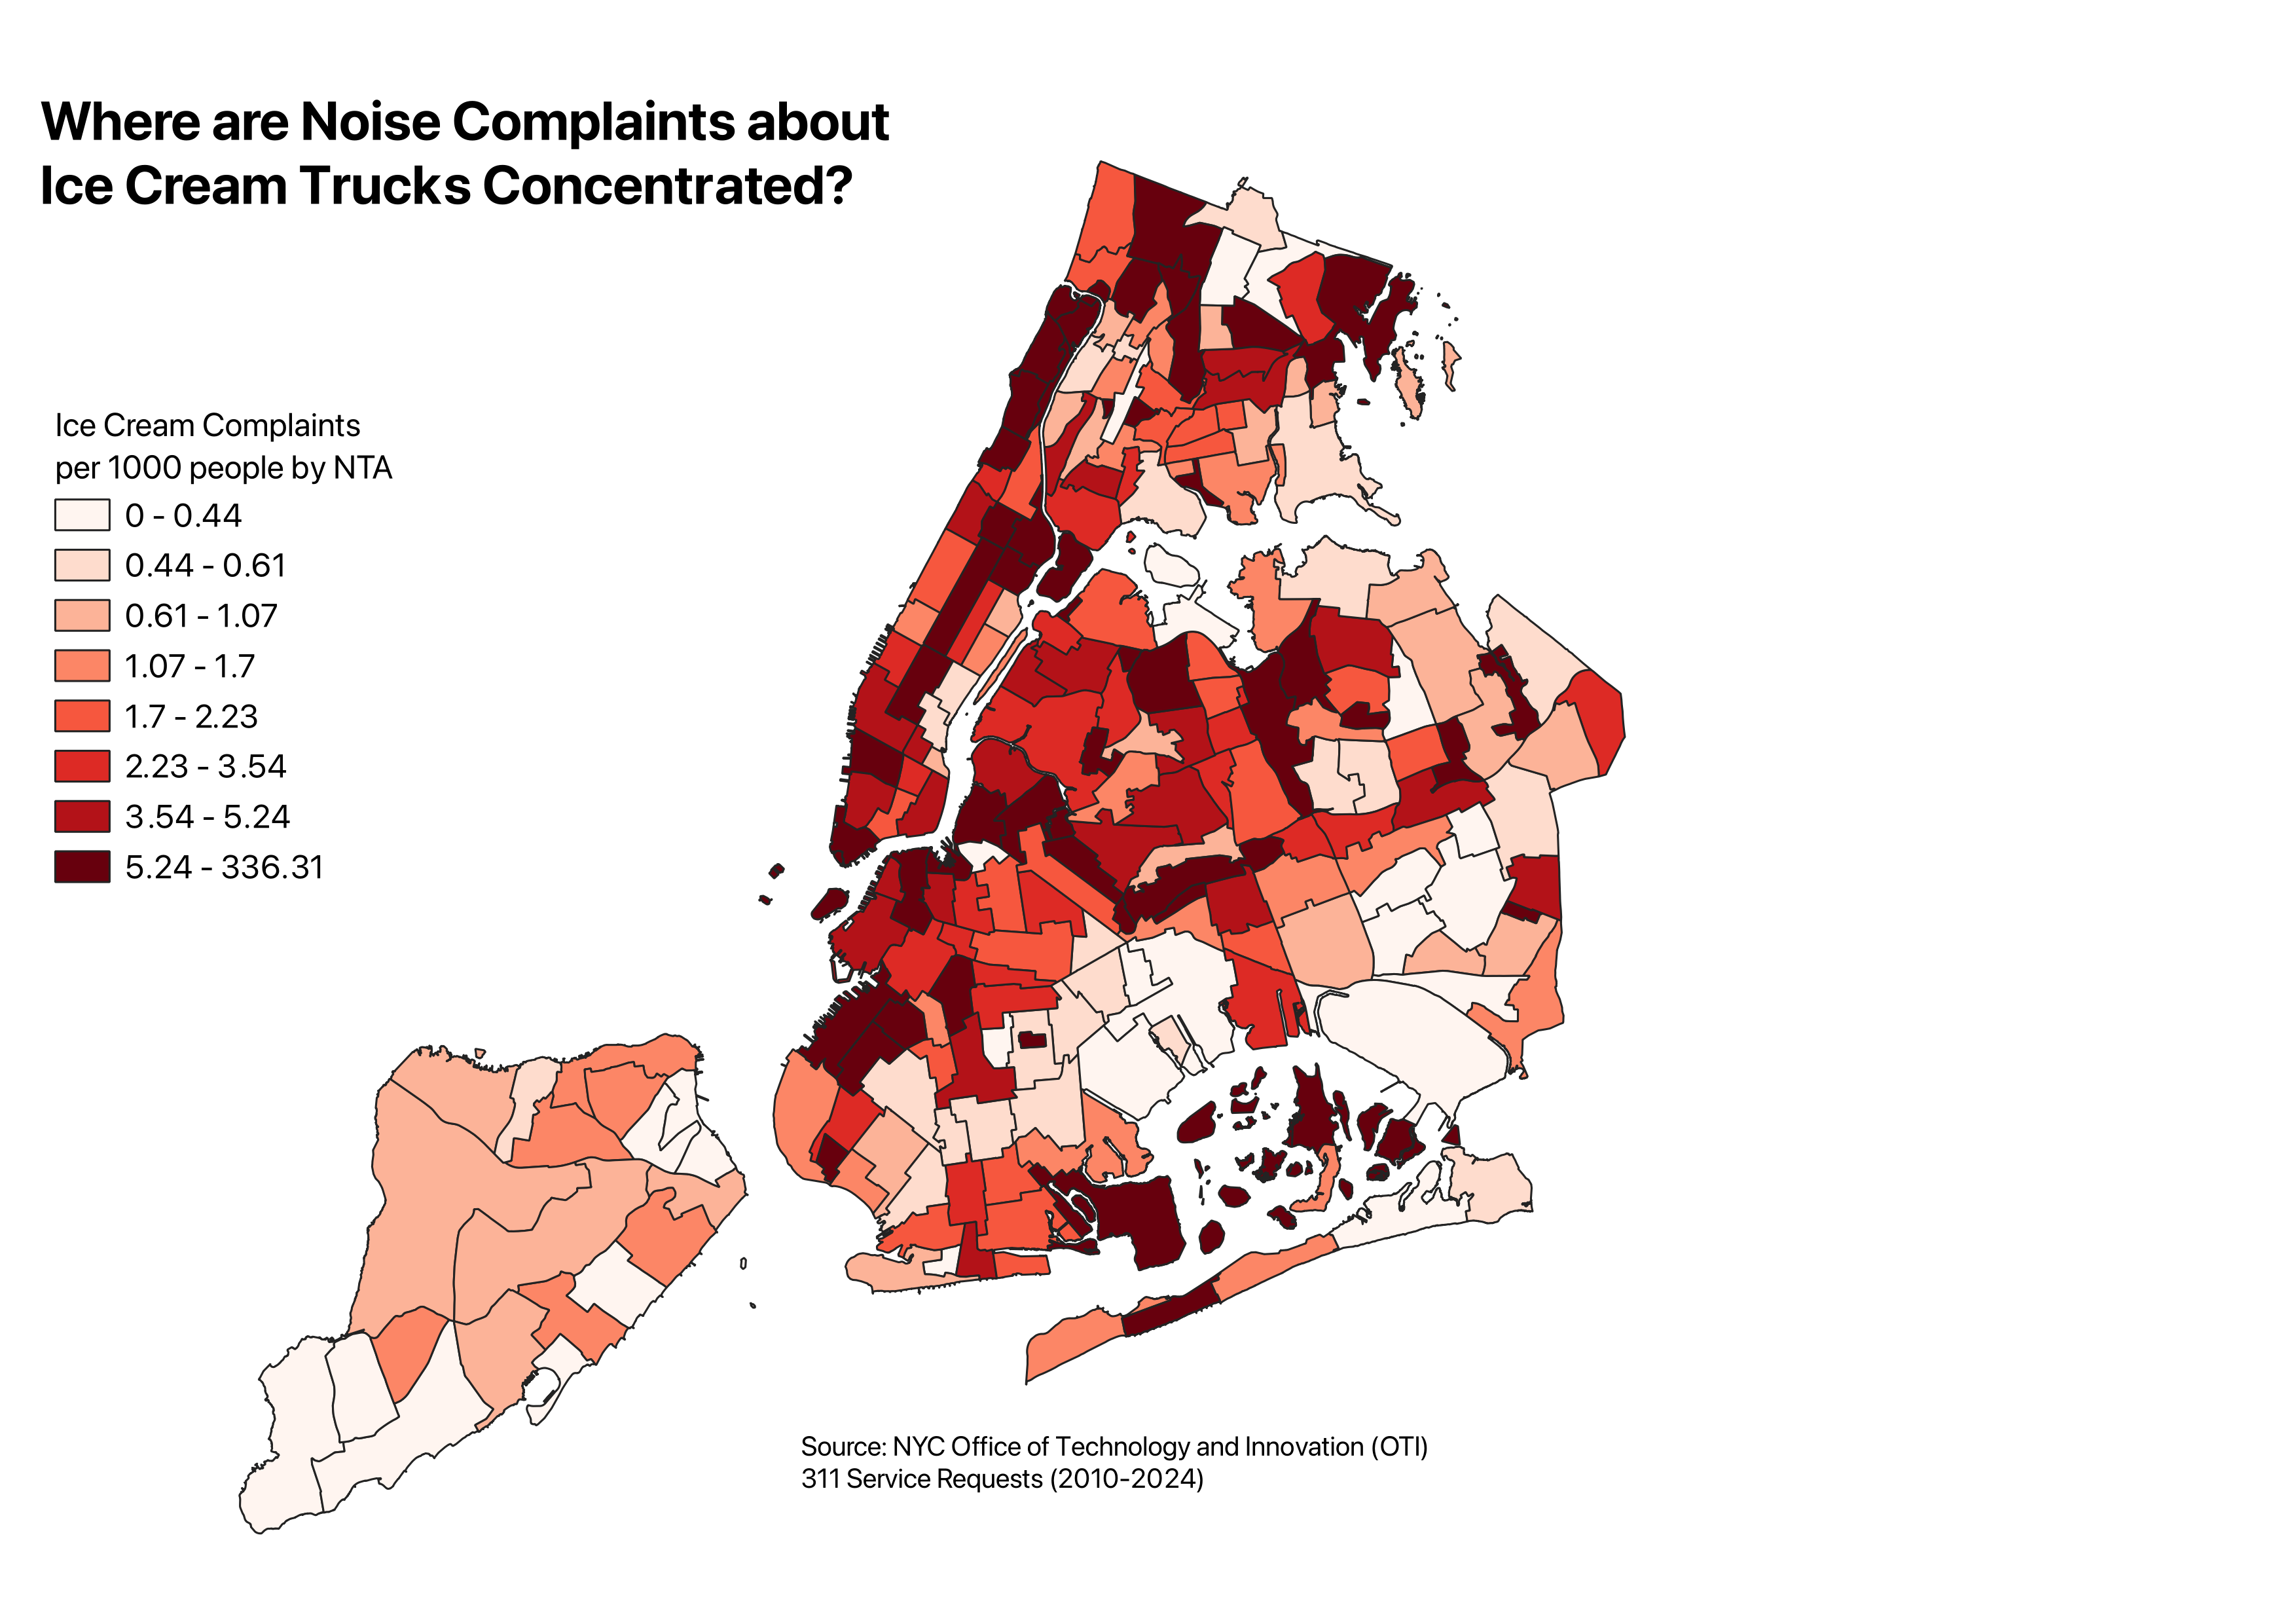 Where are Noise Complaints about
Ice Cream Trucks Concentrated?
Ice Cream Complaints
per 1000 people by NTA
0 - 0.44
0.44 - 0.61
0.61 - 1.07
1.07 - 1.7
1.7 - 2.23
2.23 - 3.54
3.54 - 5.24
5.24 - 336.31
Source: NYC Office of Technology and Innovation (OTI)
311 Service Requests (2010-2024)